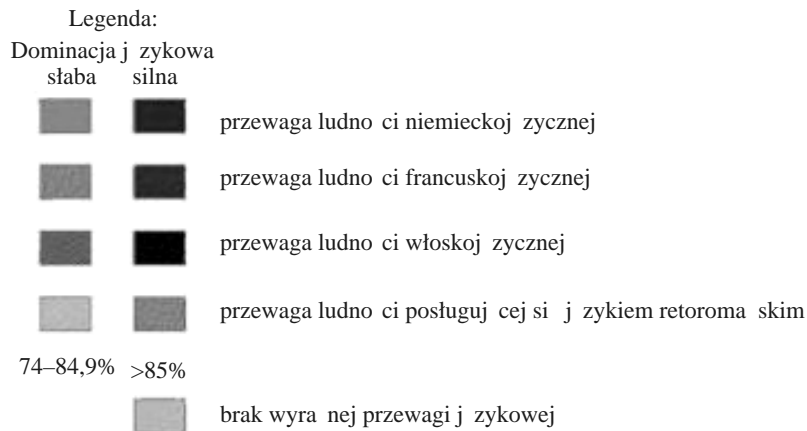 Legenda:
Dominacja j zykowa
słaba silna
przewaga ludno ci niemieckoj zycznej
przewaga ludno ci francuskoj zycznej
przewaga ludno ci włoskoj zycznej
przewaga ludno ci posługuj cej si j zykiem retoroma skim
74–84,9% >85%
brak wyra nej przewagi j zykowej